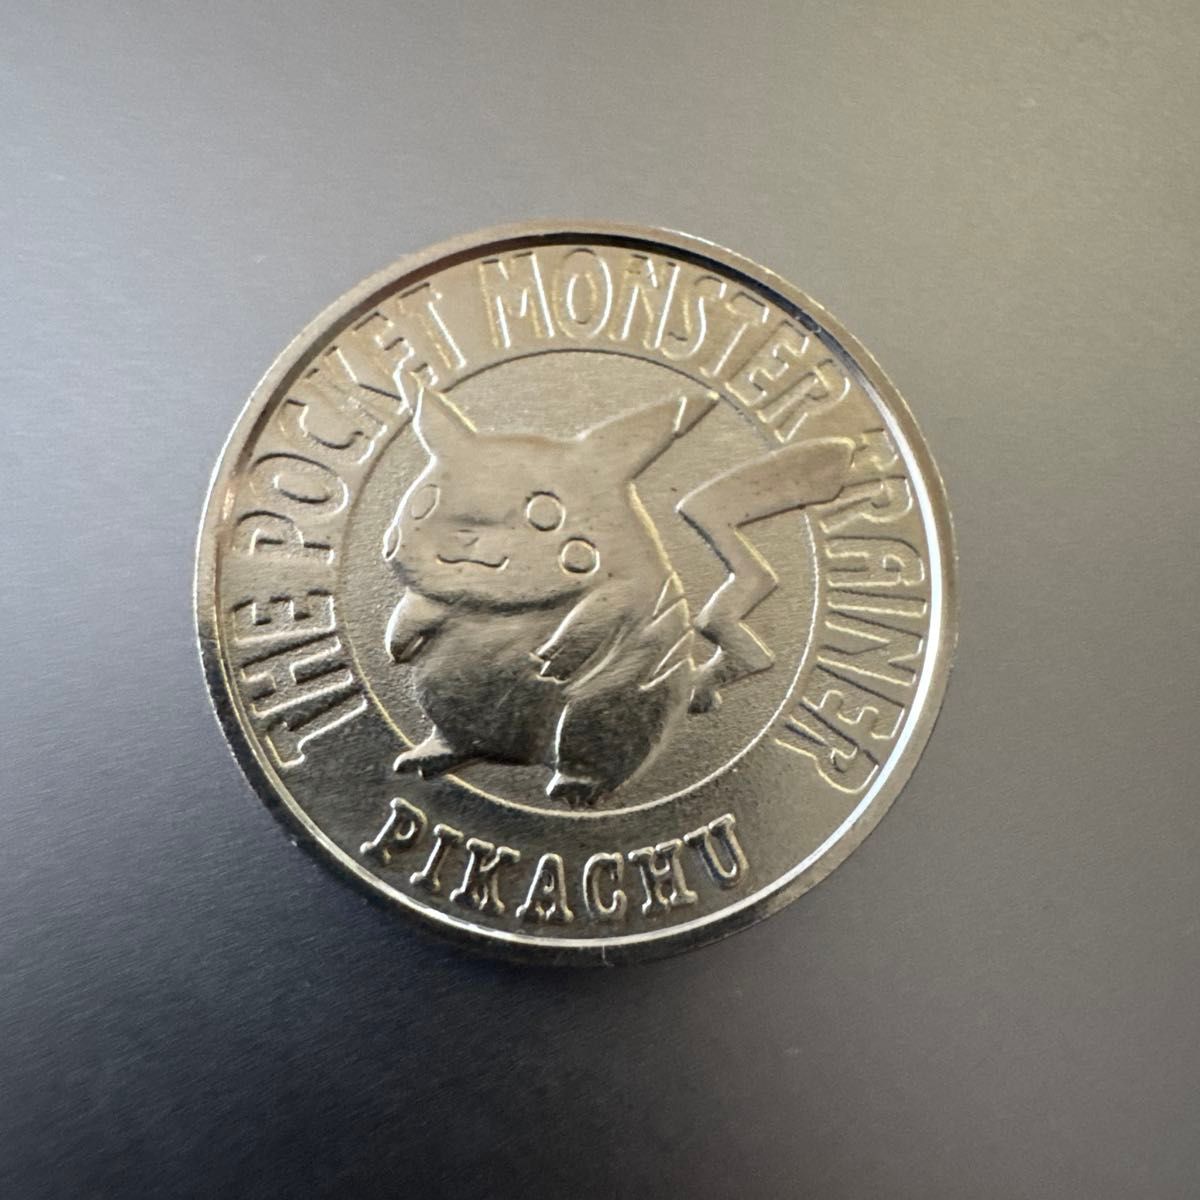 THE POCKET MONSTER TRAINER
PIKACHU